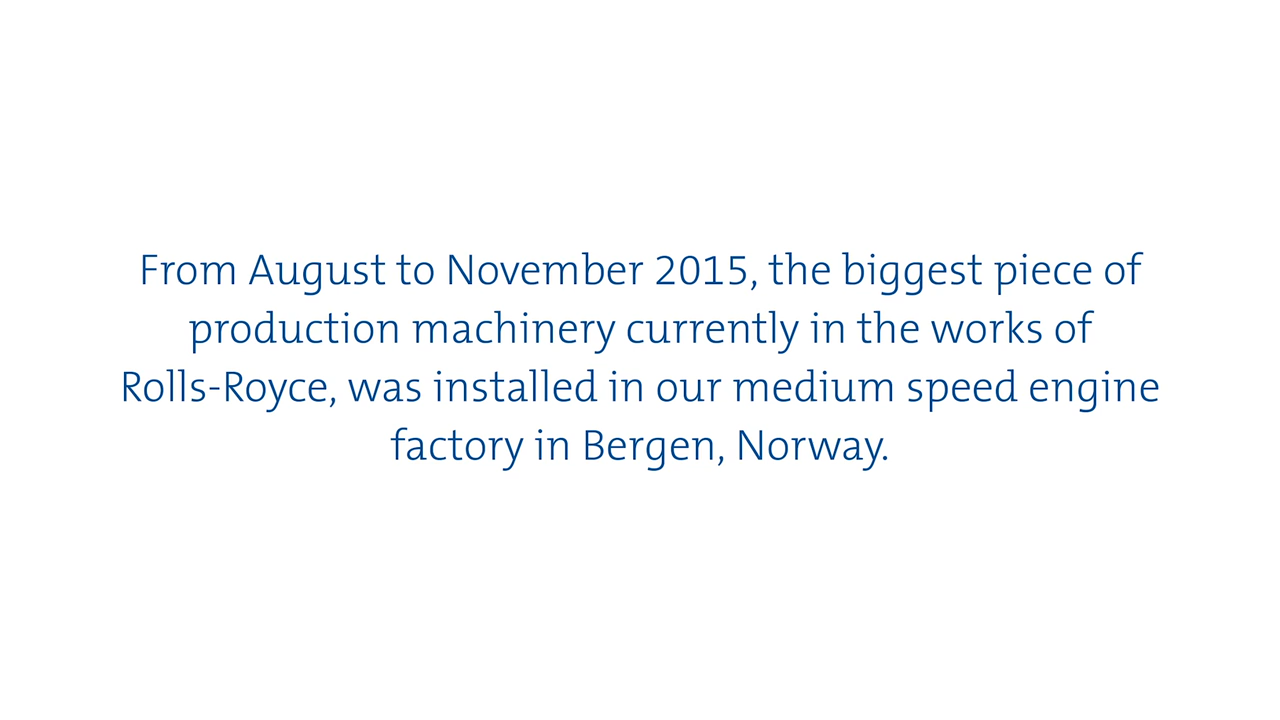 From August to November 2015, the biggest piece of
production machinery currently in the works of
Rolls-Royce, was installed in our medium speed engine
factory in Bergen, Norway.